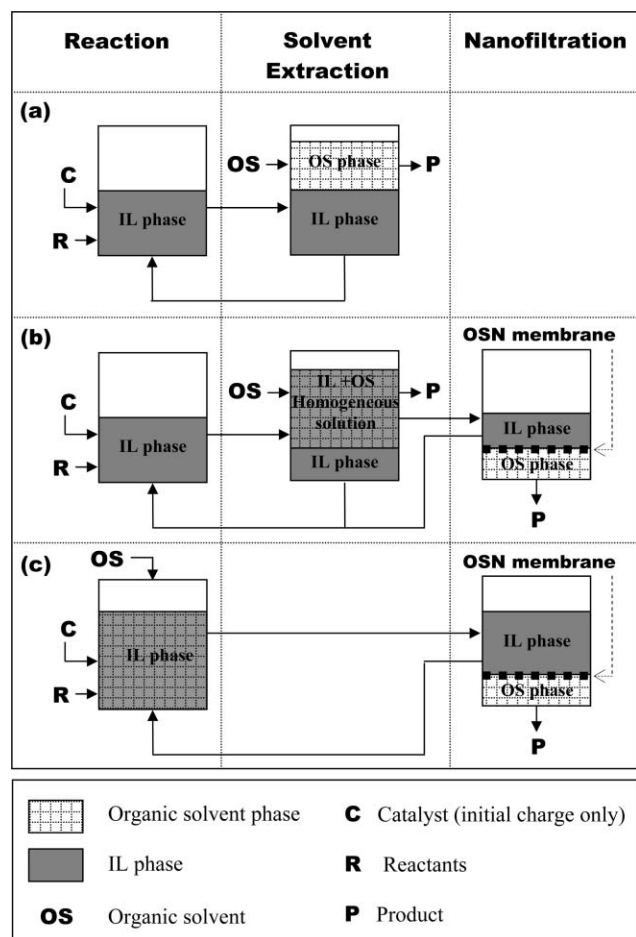 Reaction
Solvent
Extraction
Nanofiltration
(a)
C
R
IL phase
OS
OS phase
IL phase
P
(b)
C
R
IL phase
OS
IL +OS
Homogeneous
solution
IL phase
P
OSN membrane
IL phase
OS phase
P
(c)
OS
C
R
IL phase
OSN membrane
IL phase
OS phase
P
Organic solvent phase
C Catalyst (initial charge only)
IL phase
R Reactants
OS Organic solvent
P Product